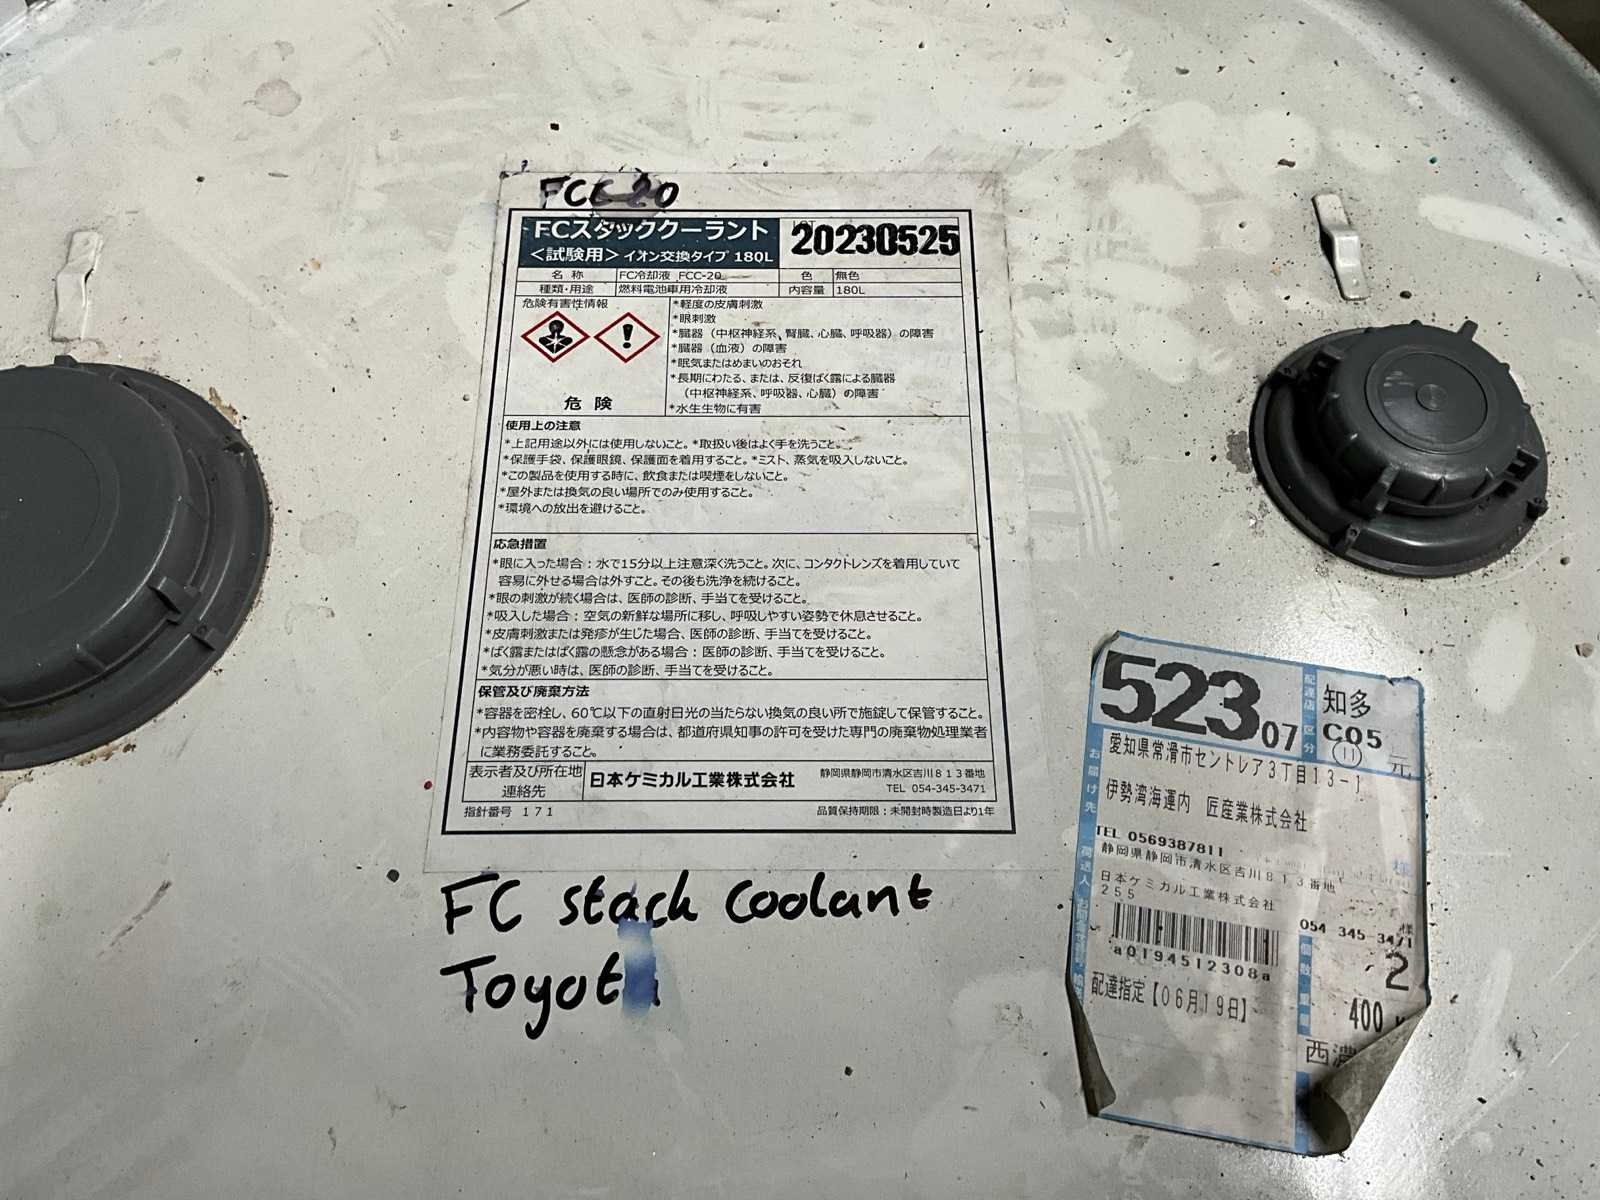 FCC-20
FCスタッククーラント
<試験用> イオン交換タイプ 180L
LOT
20230525
名 称 FC冷却液 FCC-20 色 無色
種類・用途 燃料電池車用冷却液 内容量 180L
危険有害性情報
危 険
*軽度の皮膚刺激
*眼刺激
*臓器（中枢神経系、腎臓、心臓、呼吸器）の障害
*臓器（血液）の障害
*眠気またはめまいのおそれ
*長期にわたる、または、反復ばく露による臓器
（中枢神経系、呼吸器、心臓）の障害
*水生生物に有害
使用上の注意
*上記用途以外には使用しないこと。*取扱い後はよく手を洗うこと。
*保護手袋、保護眼鏡、保護面を着用すること。*ミスト、蒸気を吸入しないこと。
*この製品を使用する時に、飲食または喫煙をしないこと。
*屋外または換気の良い場所でのみ使用すること。
*環境への放出を避けること。
応急措置
*眼に入った場合：水で15分以上注意深く洗うこと。次に、コンタクトレンズを着用していて
容易に外せる場合は外すこと。その後も洗浄を続けること。
*眼の刺激が続く場合は、医師の診断、手当てを受けること。
*吸入した場合：空気の新鮮な場所に移し、呼吸しやすい姿勢で休息させること。
*皮膚刺激または発疹が生じた場合、医師の診断、手当てを受けること。
*ばく露またはばく露の懸念がある場合：医師の診断、手当てを受けること。
*気分が悪い時は、医師の診断、手当てを受けること。
保管及び廃棄方法
*容器を密栓し、60℃以下の直射日光の当たらない換気の良い所で施錠して保管すること。
*内容物や容器を廃棄する場合は、都道府県知事の許可を受けた専門の廃棄物処理業者
に業務委託すること。
表示者及び所在地
連絡先
日本ケミカル工業株式会社
静岡県静岡市清水区吉川８１３番地
TEL 054-345-3471
指針番号 １７１
品質保持期限：未開封時製造日より1年
FC stack coolant
Toyota
523 07
配達店 区分
知多
C05
(11)
元
お届け先
愛知県常滑市セントレア３丁目１３－１
伊勢湾海運内 匠産業株式会社
様
TEL 0569387811
荷送人
静岡県静岡市清水区吉川８１３番地
日本ケミカル工業株式会社
２５５
様
054 345 3471
a0194512308a
個数
2
重量
400
配達指定【０６月１９日】
西濃